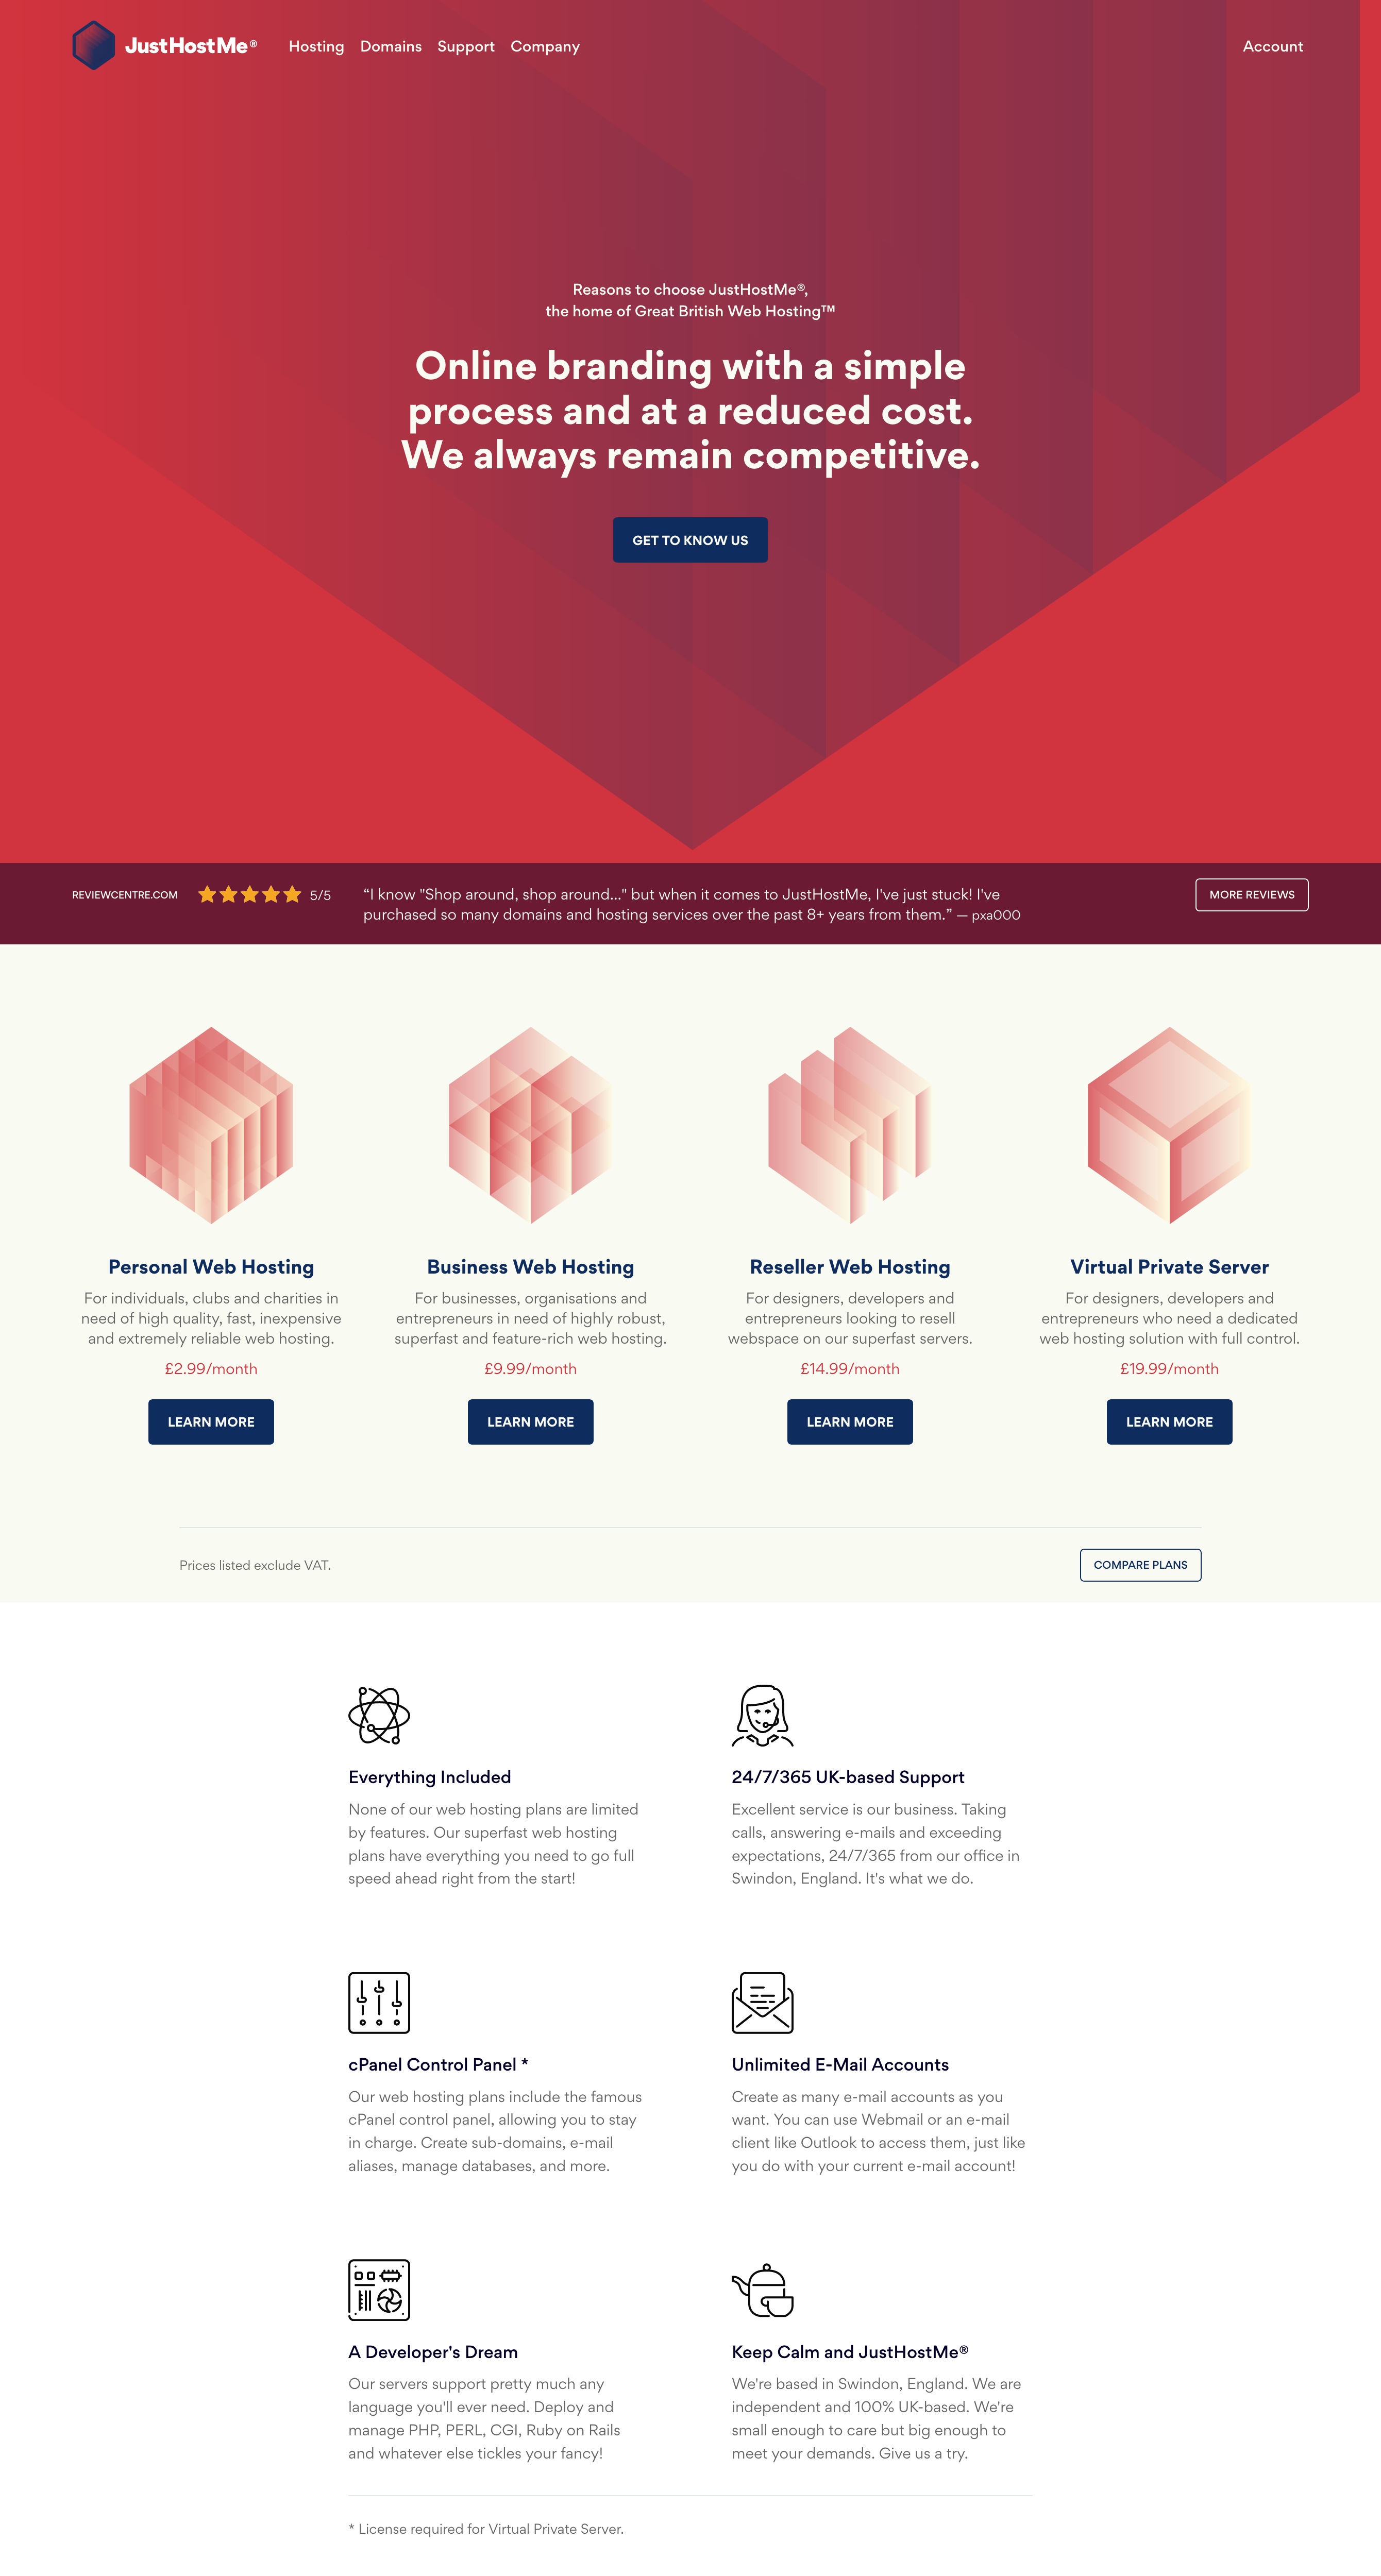 JustHostMe®
Hosting Domains Support Company
Account
Reasons to choose JustHostMe®,
the home of Great British Web Hosting™
Online branding with a simple
process and at a reduced cost.
We always remain competitive.
GET TO KNOW US
REVIEWCENTRE.COM
5/5
“I know "Shop around, shop around..." but when it comes to JustHostMe, I've just stuck! I've
purchased so many domains and hosting services over the past 8+ years from them.” — pxa000
MORE REVIEWS
Personal Web Hosting
For individuals, clubs and charities in
need of high quality, fast, inexpensive
and extremely reliable web hosting.
£2.99/month
LEARN MORE
Business Web Hosting
For businesses, organisations and
entrepreneurs in need of highly robust,
superfast and feature-rich web hosting.
£9.99/month
LEARN MORE
Reseller Web Hosting
For designers, developers and
entrepreneurs looking to resell
webspace on our superfast servers.
£14.99/month
LEARN MORE
Virtual Private Server
For designers, developers and
entrepreneurs who need a dedicated
web hosting solution with full control.
£19.99/month
LEARN MORE
Prices listed exclude VAT.
COMPARE PLANS
Everything Included
None of our web hosting plans are limited
by features. Our superfast web hosting
plans have everything you need to go full
speed ahead right from the start!
24/7/365 UK-based Support
Excellent service is our business. Taking
calls, answering e-mails and exceeding
expectations, 24/7/365 from our office in
Swindon, England. It's what we do.
cPanel Control Panel *
Our web hosting plans include the famous
cPanel control panel, allowing you to stay
in charge. Create sub-domains, e-mail
aliases, manage databases, and more.
Unlimited E-Mail Accounts
Create as many e-mail accounts as you
want. You can use Webmail or an e-mail
client like Outlook to access them, just like
you do with your current e-mail account!
A Developer's Dream
Our servers support pretty much any
language you'll ever need. Deploy and
manage PHP, PERL, CGI, Ruby on Rails
and whatever else tickles your fancy!
Keep Calm and JustHostMe®
We're based in Swindon, England. We are
independent and 100% UK-based. We're
small enough to care but big enough to
meet your demands. Give us a try.
* License required for Virtual Private Server.